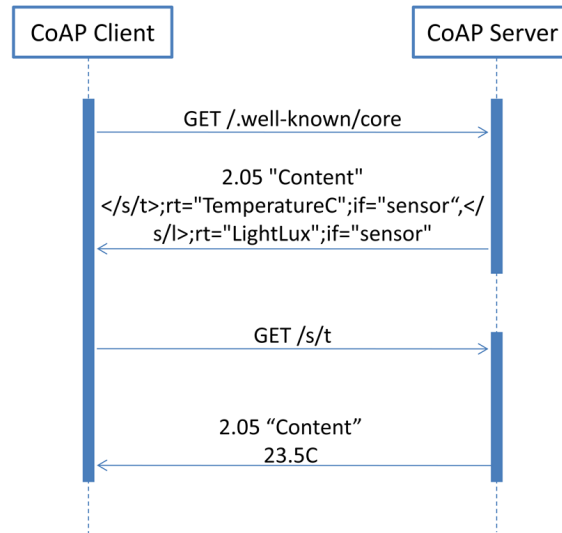 CoAP Client
CoAP Server
GET /.well-known/core
2.05 "Content"
</s/t>;rt="TemperatureC";if="sensor“,</
s/l>;rt="LightLux";if="sensor"
GET /s/t
2.05 “Content”
23.5C